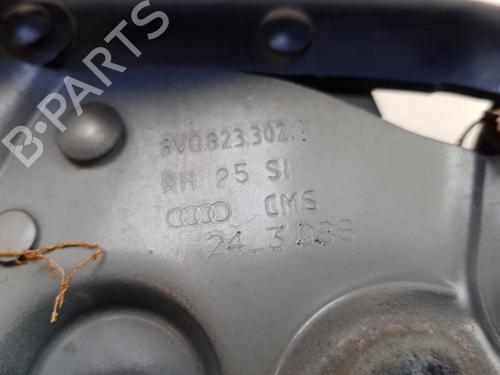 B-PARTS
8V0.823.302.
RH 25 SI
CMS
24_3